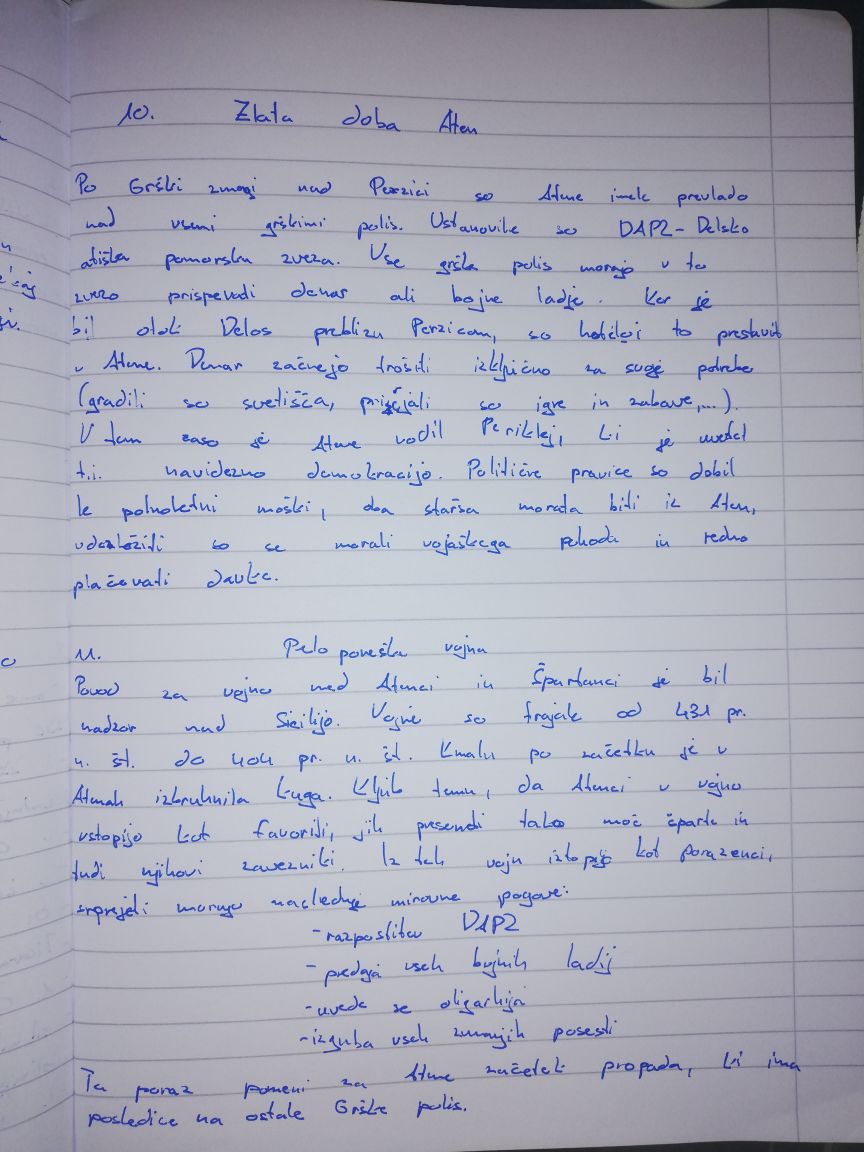 10. Zlata doba Aten
Po Grški zmagi nad Perzici so Atene imele prevlado
nad vsemi grškimi polis. Ustanovile so DAPZ - Delsko
atiška pomorska zveza. Vse grška polis morajo v to
zvezo prispevadi denar ali bojne ladje. Ker je
bil otok Delos preblizu Perzicam, so hoteli to prestavit
v Atene. Denar začnejo trošiti izključno za svoje potrebe
(gradili so svetišča, prirejali so igre in zabave,...).
V tem času je Atene vodil Periklej, ki je uvedel
t.i. navidezno demokracijo. Politične pravice so dobil
le polnoletni moški, oba starša morata biti iz Aten,
udeležiti so se morali vojaškega pohoda in redno
plačevati davke.
11. Peloponeška vojna
Povod za vojno med Atenci in Špartanci je bil
nadzor nad Sicilijo. Vojne so trajale od 431 pr.
n. št. do 404 pr. n. št. Kmalu po začetku je v
Atenah izbruhnila kuga. Kljub temu, da Atenci v vojno
vstopijo kot favoriti, jih presendi tako moč šparte in
tudi njihovi zavezniki. Iz teh vojn iztopijo kot poraženci,
sprejeti morajo naslednje mirovne pogoje:
- razpostitev DAPZ
- predaja vseh bojnih ladij
- uvede se oligarhija
- izguba vseh zunanjih posesti
Ta poraz pomeni za Atene začetek propada, ki ima
posledice na ostale Grške polis.